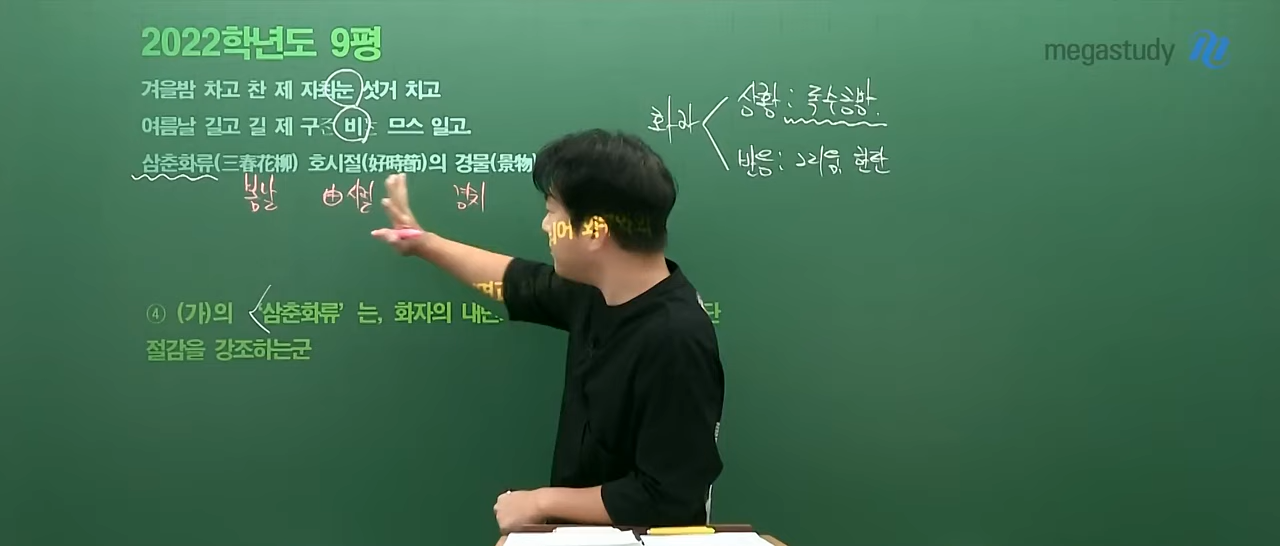 2022학년도 9평
megastudy
겨울밤 차고 찬 제 자최눈 섯거 치고
여름날 길고 길 제 구즌 비는 므스 일고
삼춘화류(三春花柳) 호시절(好時節)의 경물(景物)
봄날 시절 경치
화자
상황 : 독수공방
반응 : 그리움, 한탄
④ (가)의 '삼춘화류' 는, 화자의 내면
절감을 강조하는군